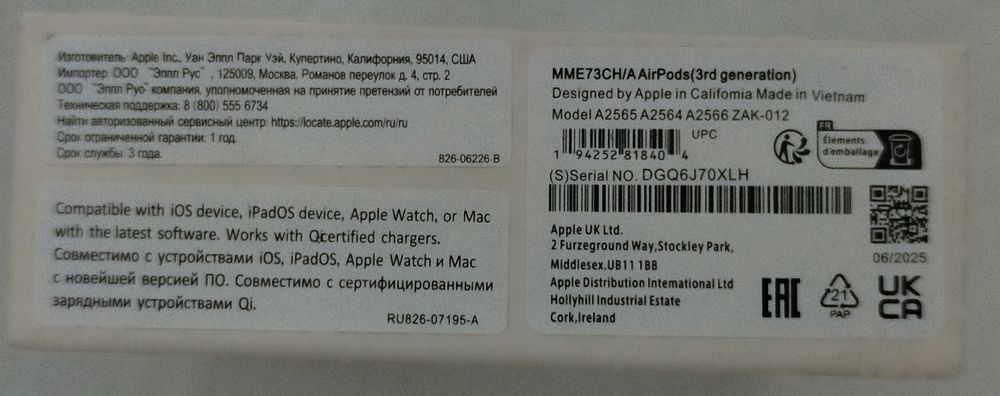 Изготовитель: Apple Inc., Уан Эппл Парк Уэй, Купертино, Калифорния, 95014, США
Импортер: ООО "Эппл Рус" , 125009, Москва, Романов переулок д. 4, стр. 2
ООО "Эппл Рус" компания, уполномоченная на принятие претензий от потребителей
Техническая поддержка: 8 (800) 555 6734
Найти авторизованный сервисный центр: https://locate.apple.com/ru/ru
Срок ограниченной гарантии: 1 год.
Срок службы: 3 года.
826-06226-B
Compatible with iOS device, iPadOS device, Apple Watch, or Mac
with the latest software. Works with Qicertified chargers.
Совместимо с устройствами iOS, iPadOS, Apple Watch и Mac
с новейшей версией ПО. Совместимо с сертифицированными
зарядными устройствами Qi.
RU826-07195-A
MME73CH/A AirPods(3rd generation)
Designed by Apple in Califomia Made in Vietnam
Model A2565 A2564 A2566 ZAK-012
UPC
1 94252 81840 4
FR
Éléments
d'emballage
(S)Serial NO. DGQ6J70XLH
Apple UK Ltd.
2 Furzeground Way,Stockley Park,
Middlesex.UB11 1BB
Apple Distribution International Ltd
Hollyhill Industrial Estate
Cork,Ireland
06/2025
EAC
21
PAP
UK
CA